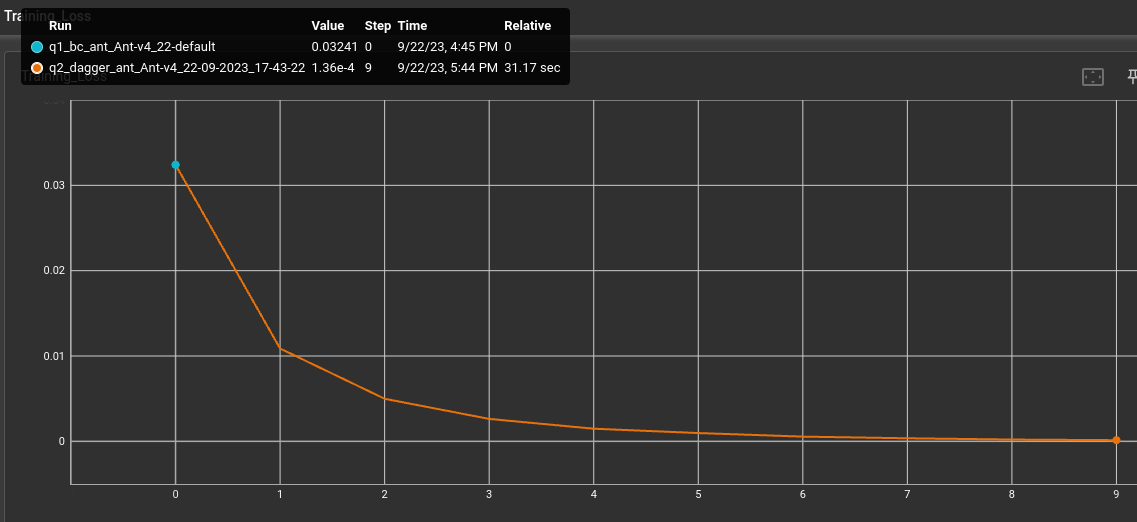 Training_Loss
Run Value Step Time Relative
q1_bc_ant_Ant-v4_22-default 0.03241 0 9/22/23, 4:45 PM 0
q2_dagger_ant_Ant-v4_22-09-2023_17-43-22 1.36e-4 9 9/22/23, 5:44 PM 31.17 sec
Training_Loss
0.03
0.02
0.01
0
0 1 2 3 4 5 6 7 8 9